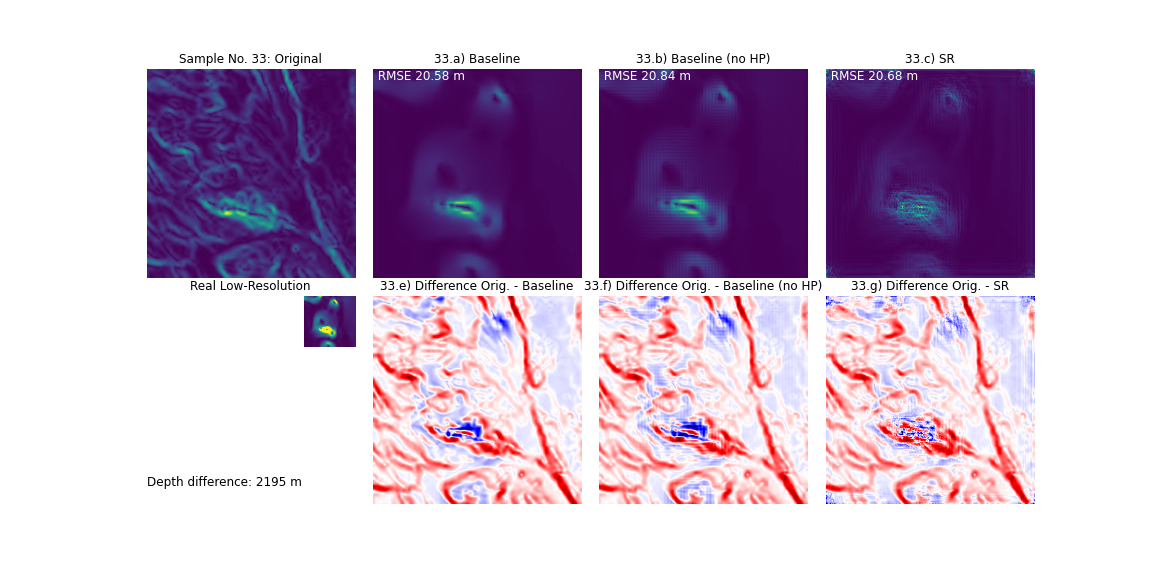 Sample No. 33: Original
33.a) Baseline
33.b) Baseline (no HP)
33.c) SR
RMSE 20.58 m
RMSE 20.84 m
RMSE 20.68 m
Real Low-Resolution
33.e) Difference Orig. - Baseline
33.f) Difference Orig. - Baseline (no HP)
33.g) Difference Orig. - SR
Depth difference: 2195 m